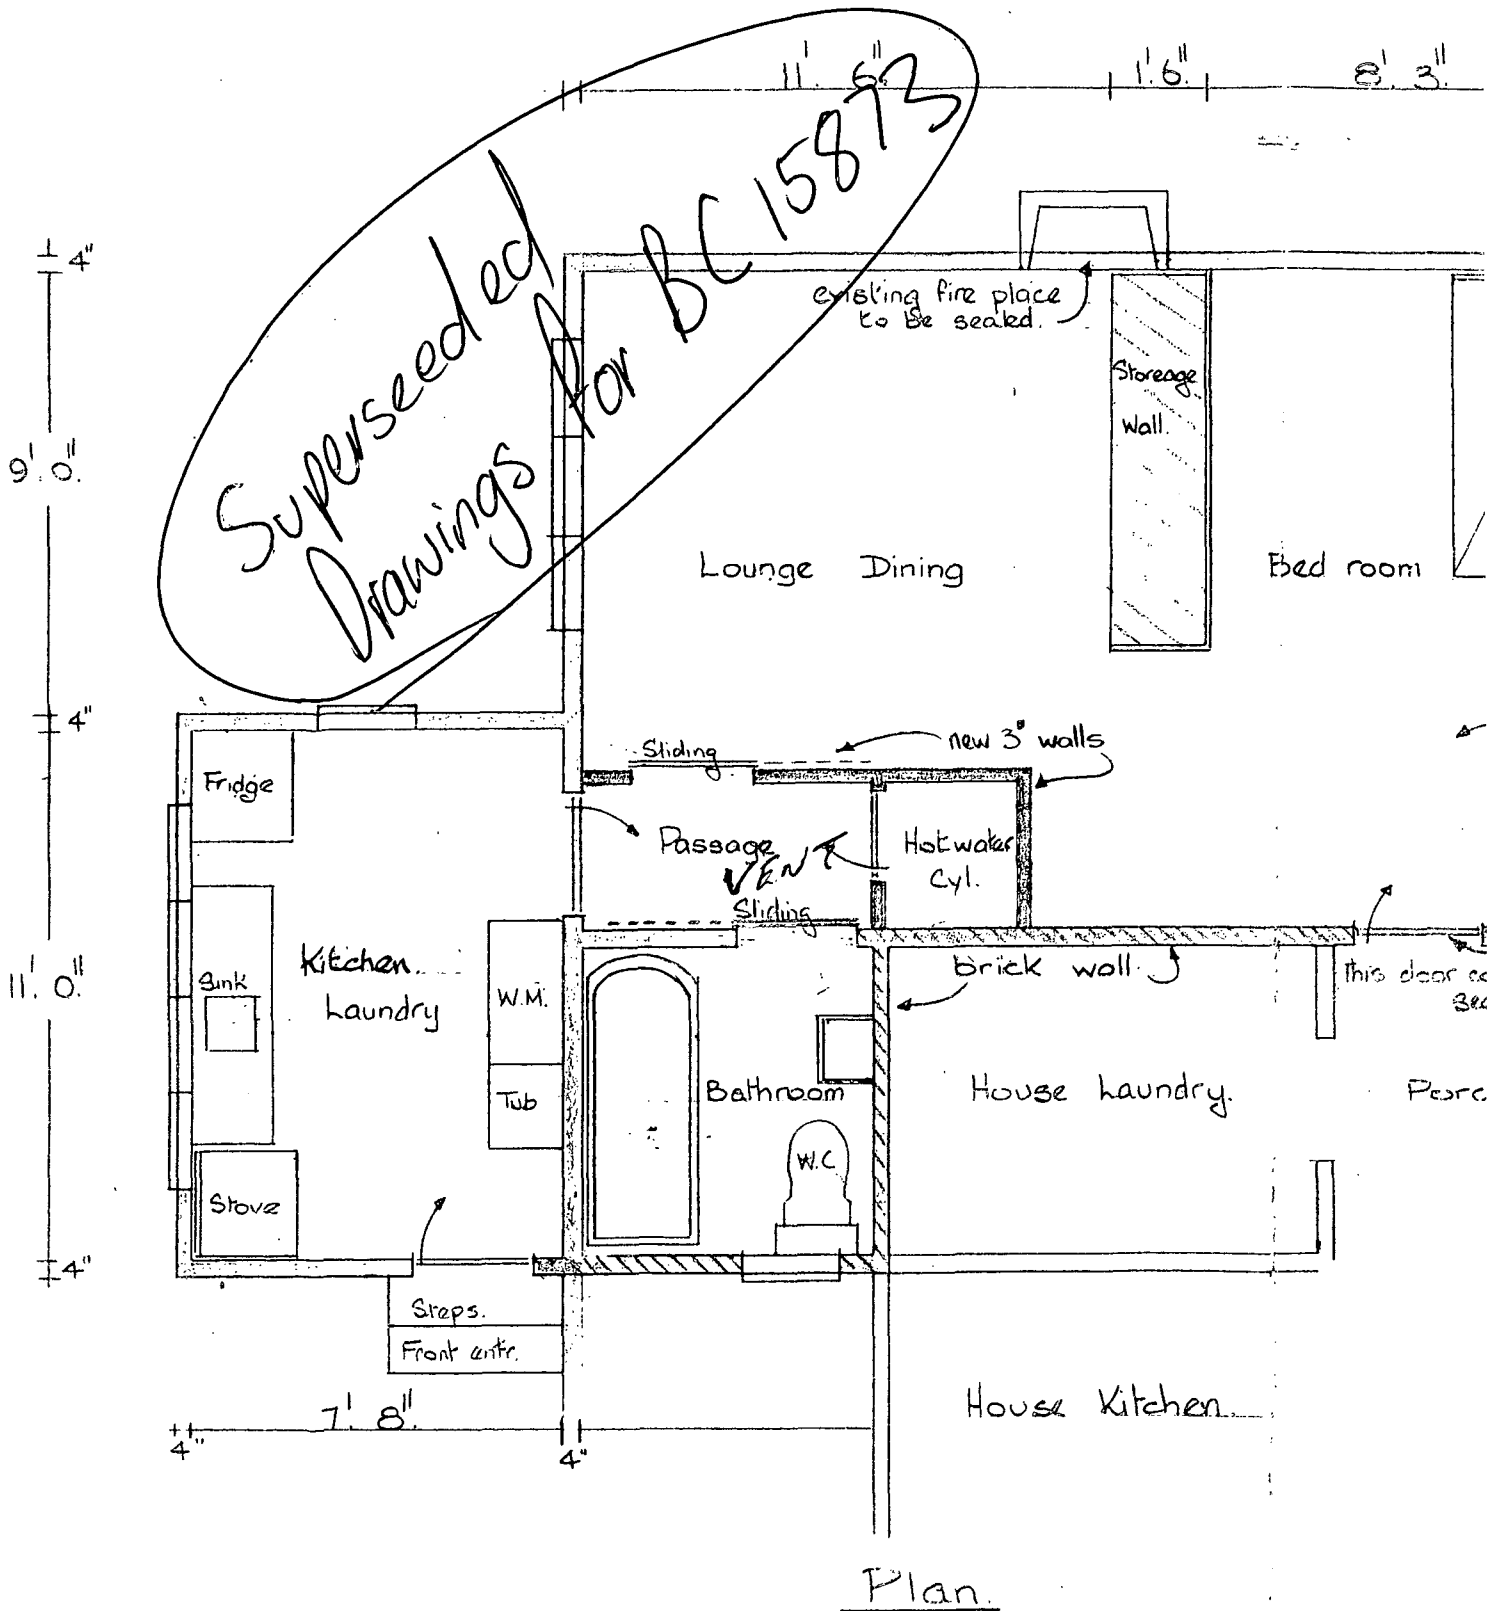 11'. 6"
1'. 6"
8'. 3"
Superseeded
Drawings for BC 15873
4"
existing fire place
to be sealed.
Storeage
Wall.
9'. 0"
Lounge Dining
Bed room
4"
Sliding
new 3" walls
Fridge
Passage
VENT
Hot water
Cyl.
Sliding
Kitchen
Laundry
W.M.
brick wall
11'. 0"
Sink
this door
Tub
Bathroom
House Laundry.
W.C
Stove
4"
Steps.
Front entr.
7'. 8"
House Kitchen.
4"
4"
Plan.